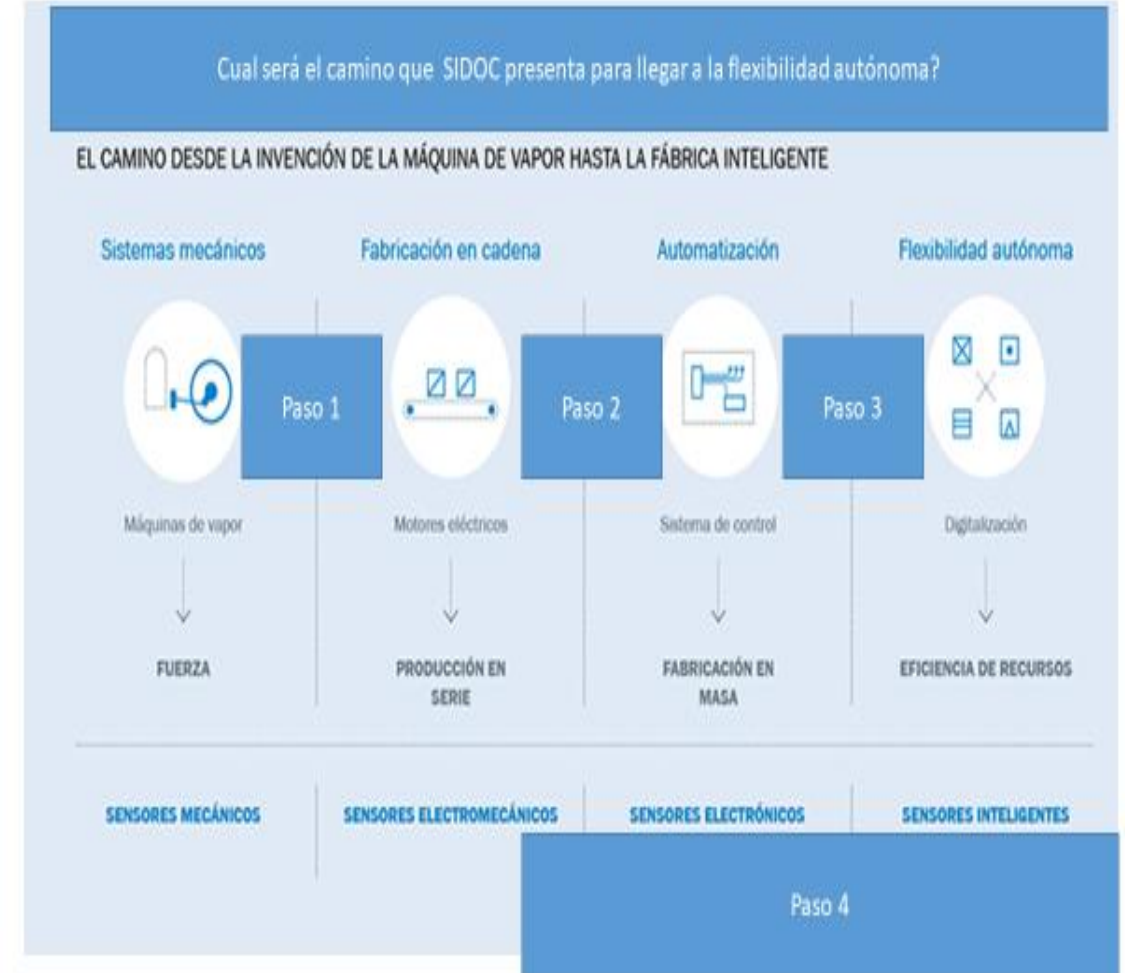 Cual será el camino que SIDOC presenta para llegar a la flexibilidad autónoma?
EL CAMINO DESDE LA INVENCIÓN DE LA MÁQUINA DE VAPOR HASTA LA FÁBRICA INTELIGENTE
Sistemas mecánicos
Fabricación en cadena
Automatización
Flexibilidad autónoma
Paso 1
Paso 2
Paso 3
Máquinas de vapor
Motores eléctricos
Sistema de control
Digitalización
FUERZA
PRODUCCIÓN EN
SERIE
FABRICACIÓN EN
MASA
EFICIENCIA DE RECURSOS
SENSORES MECÁNICOS
SENSORES ELECTROMECÁNICOS
SENSORES ELECTRÓNICOS
SENSORES INTELIGENTES
Paso 4